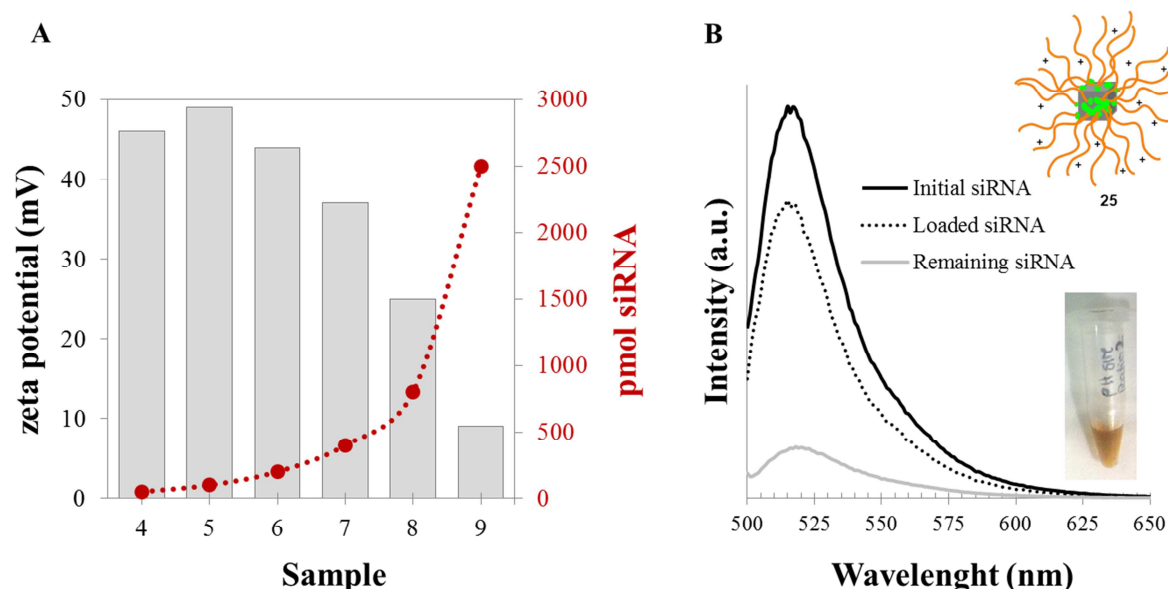 A
zeta potential (mV)
50
40
30
20
10
0
4 5 6 7 8 9
Sample
3000
2500
2000
1500
1000
500
0
pmol siRNA
B
25
Initial siRNA
Loaded siRNA
Remaining siRNA
Intensity (a.u.)
500 525 550 575 600 625 650
Wavelenght (nm)